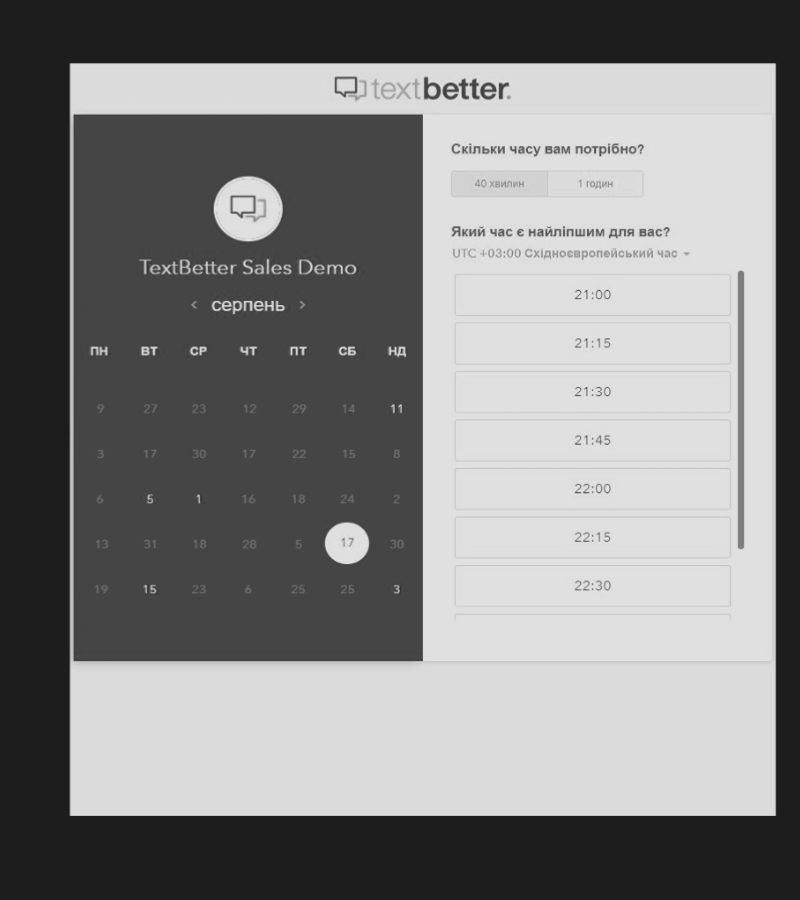 textbetter.
TextBetter Sales Demo
< серпень >
ПН ВТ СР ЧТ ПТ СБ НД
9 27 23 12 29 14 11
3 17 30 17 22 15 8
6 5 1 16 18 24 2
13 31 18 28 5 17 30
19 15 23 6 25 25 3
Скільки часу вам потрібно?
40 хвилин 1 годин
Який час є найліпшим для вас?
UTC +03:00 Східноєвропейський час
21:00
21:15
21:30
21:45
22:00
22:15
22:30